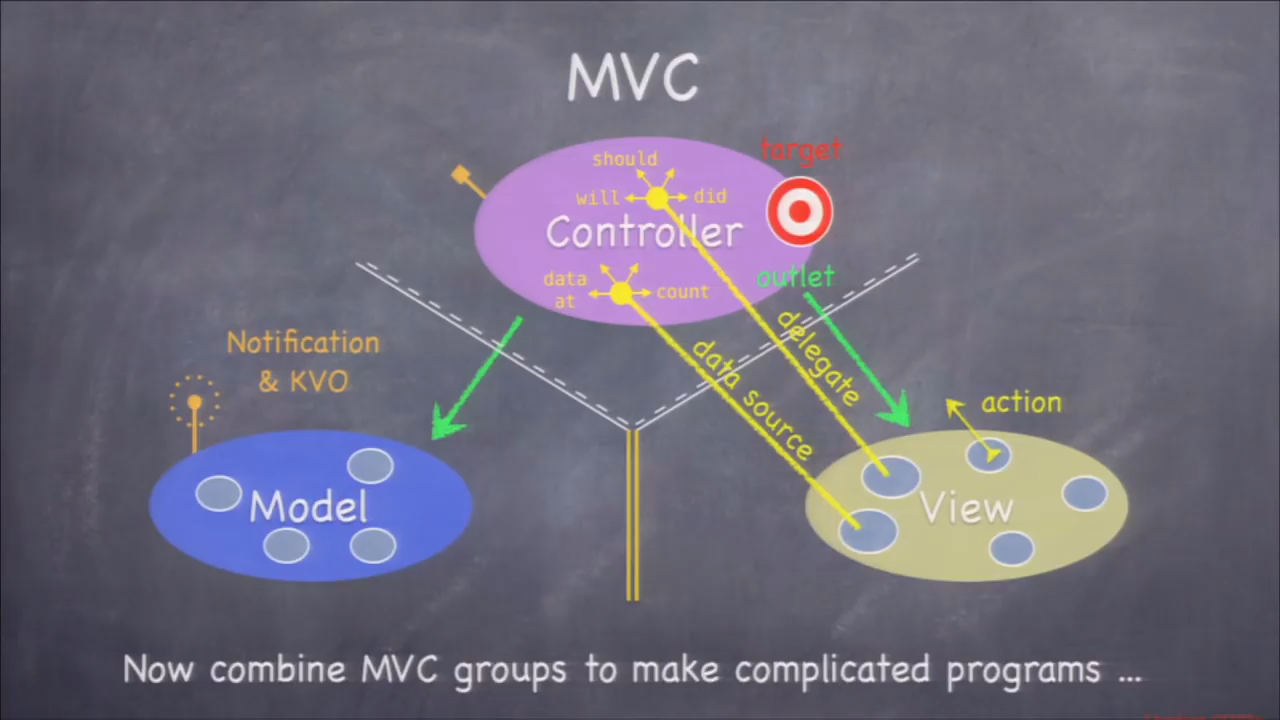 MVC
target
should
will
did
Controller
data
at
count
outlet
Notification
& KVO
delegate
data source
action
Model
View
Now combine MVC groups to make complicated programs ...